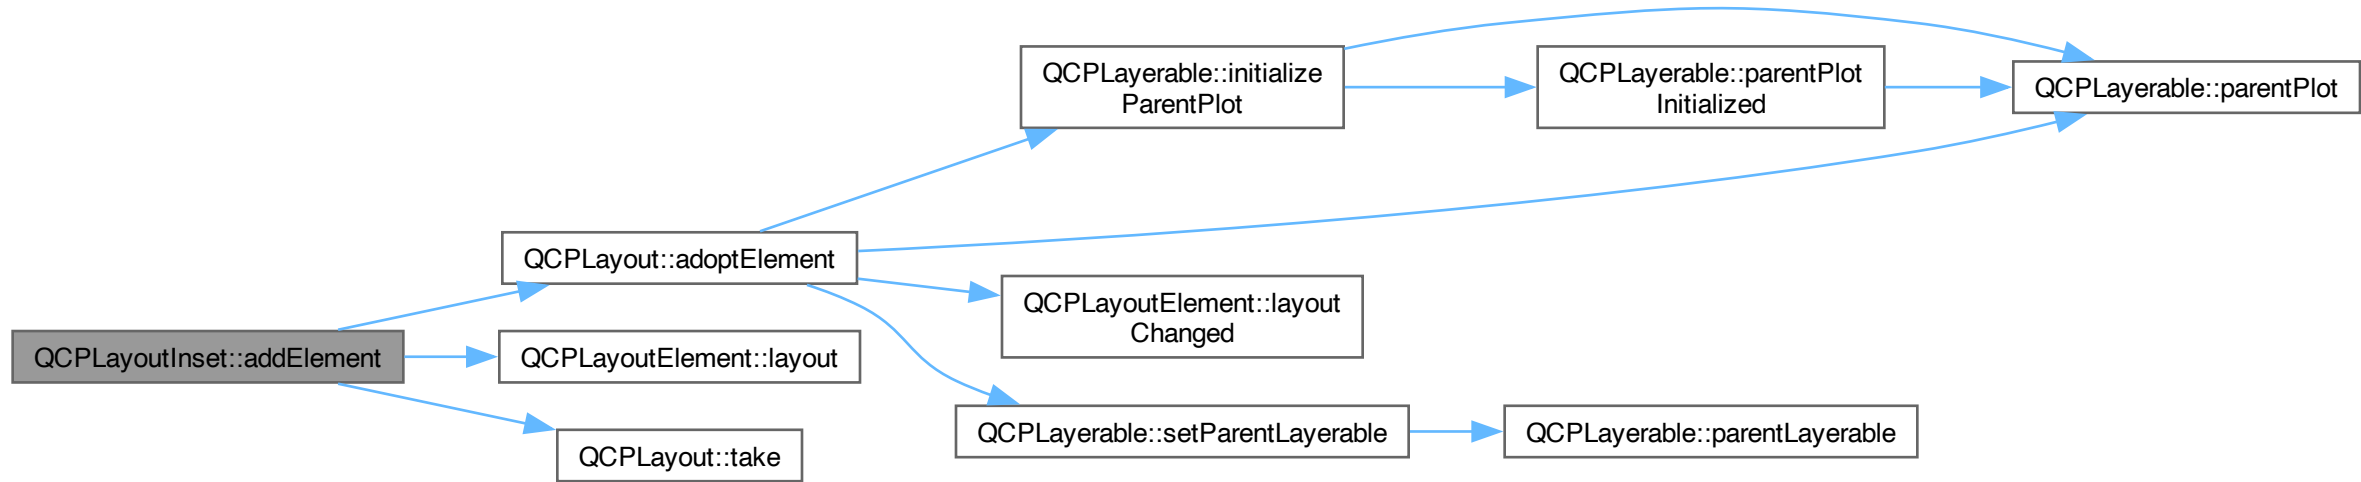 QCPLayoutInset::addElement
QCPLayout::adoptElement
QCPLayoutElement::layout
QCPLayout::take
QCPLayerable::initialize
ParentPlot
QCPLayoutElement::layout
Changed
QCPLayerable::setParentLayerable
QCPLayerable::parentPlot
Initialized
QCPLayerable::parentLayerable
QCPLayerable::parentPlot